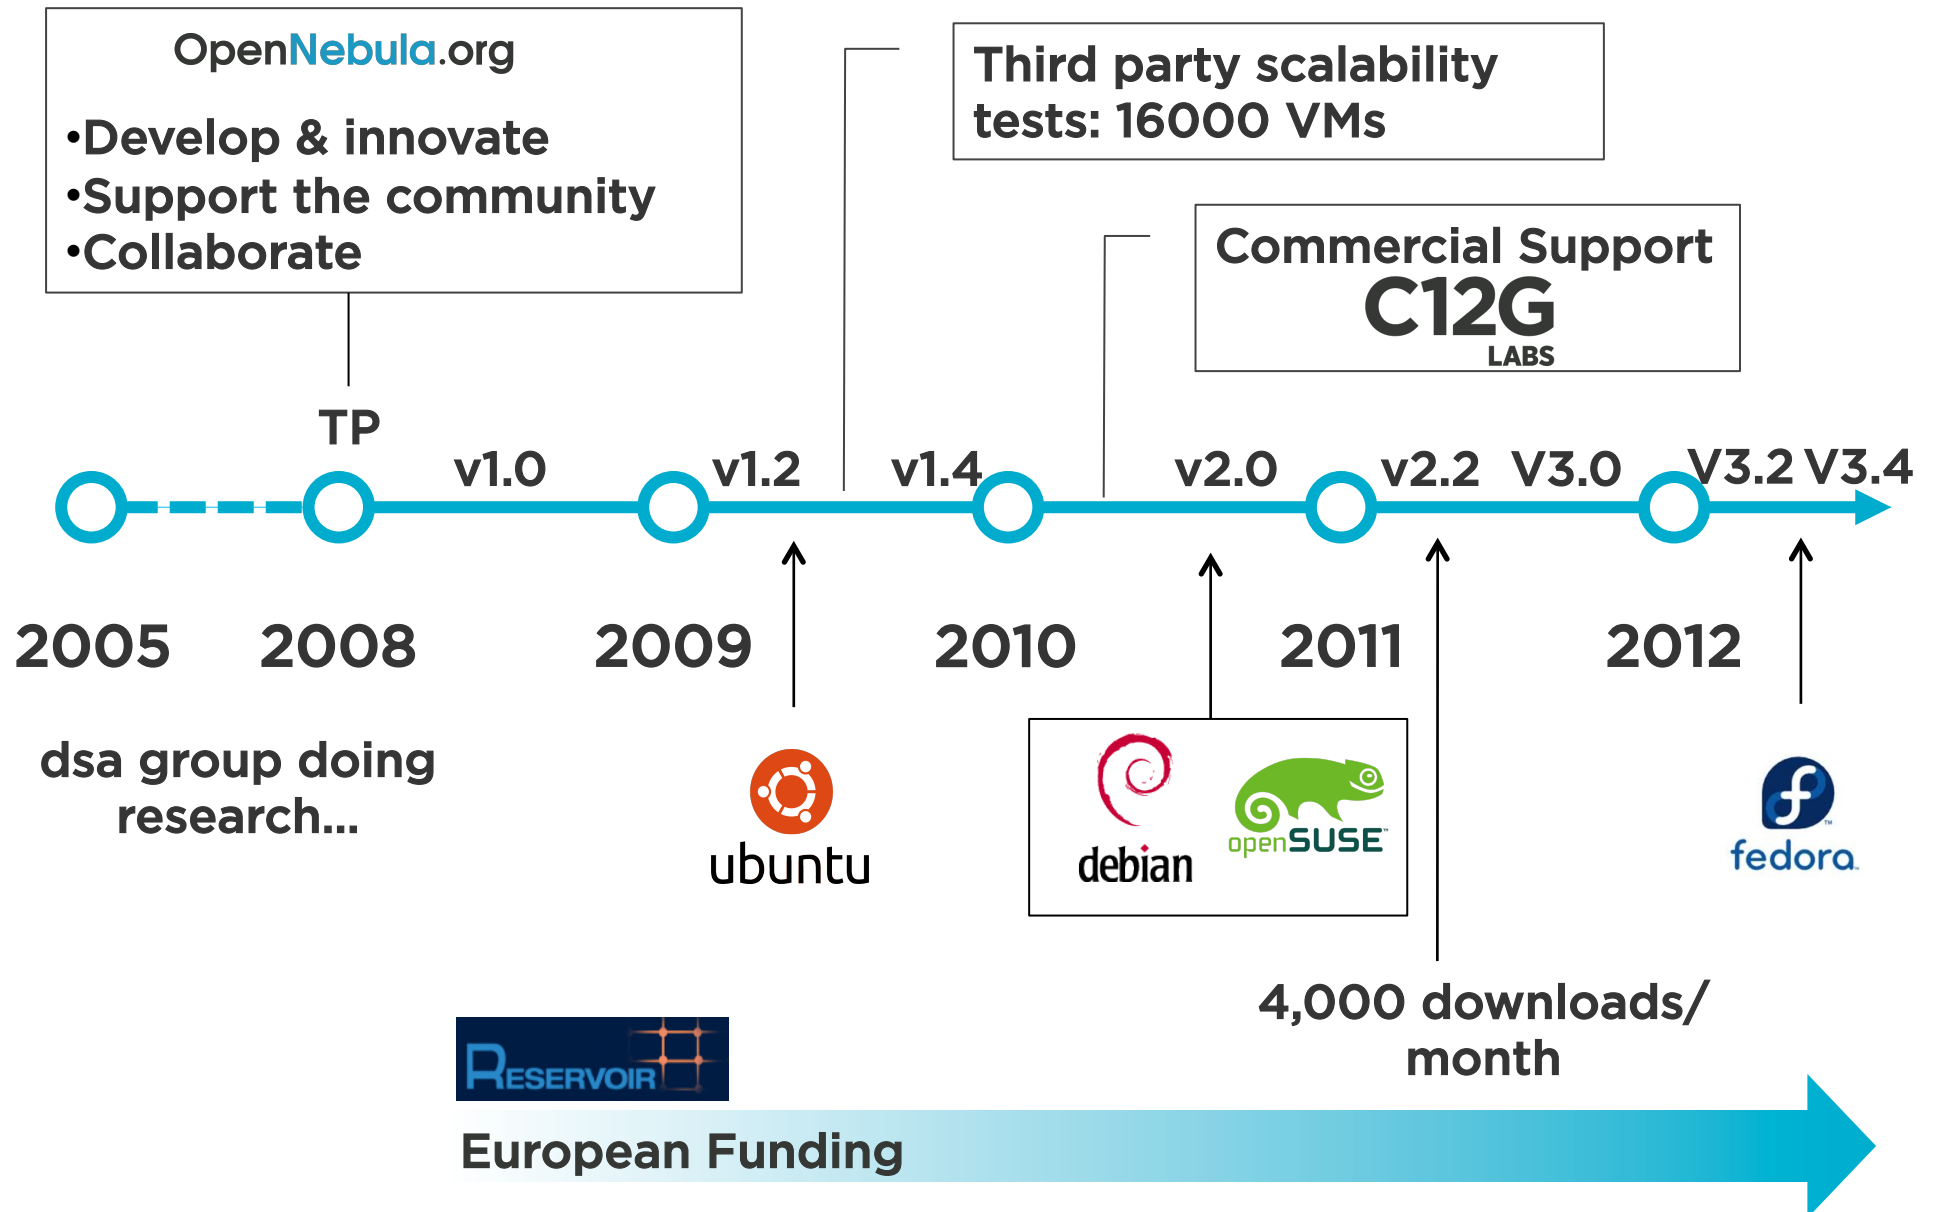 OpenNebula.org
•Develop & innovate
•Support the community
•Collaborate
Third party scalability
tests: 16000 VMs
Commercial Support
C12G
LABS
TP
v1.0
v1.2
v1.4
v2.0
v2.2
V3.0
V3.2
V3.4
2005
2008
2009
2010
2011
2012
dsa group doing
research...
ubuntu
debian
openSUSE™
fedora™
4,000 downloads/
month
RESERVOIR
European Funding